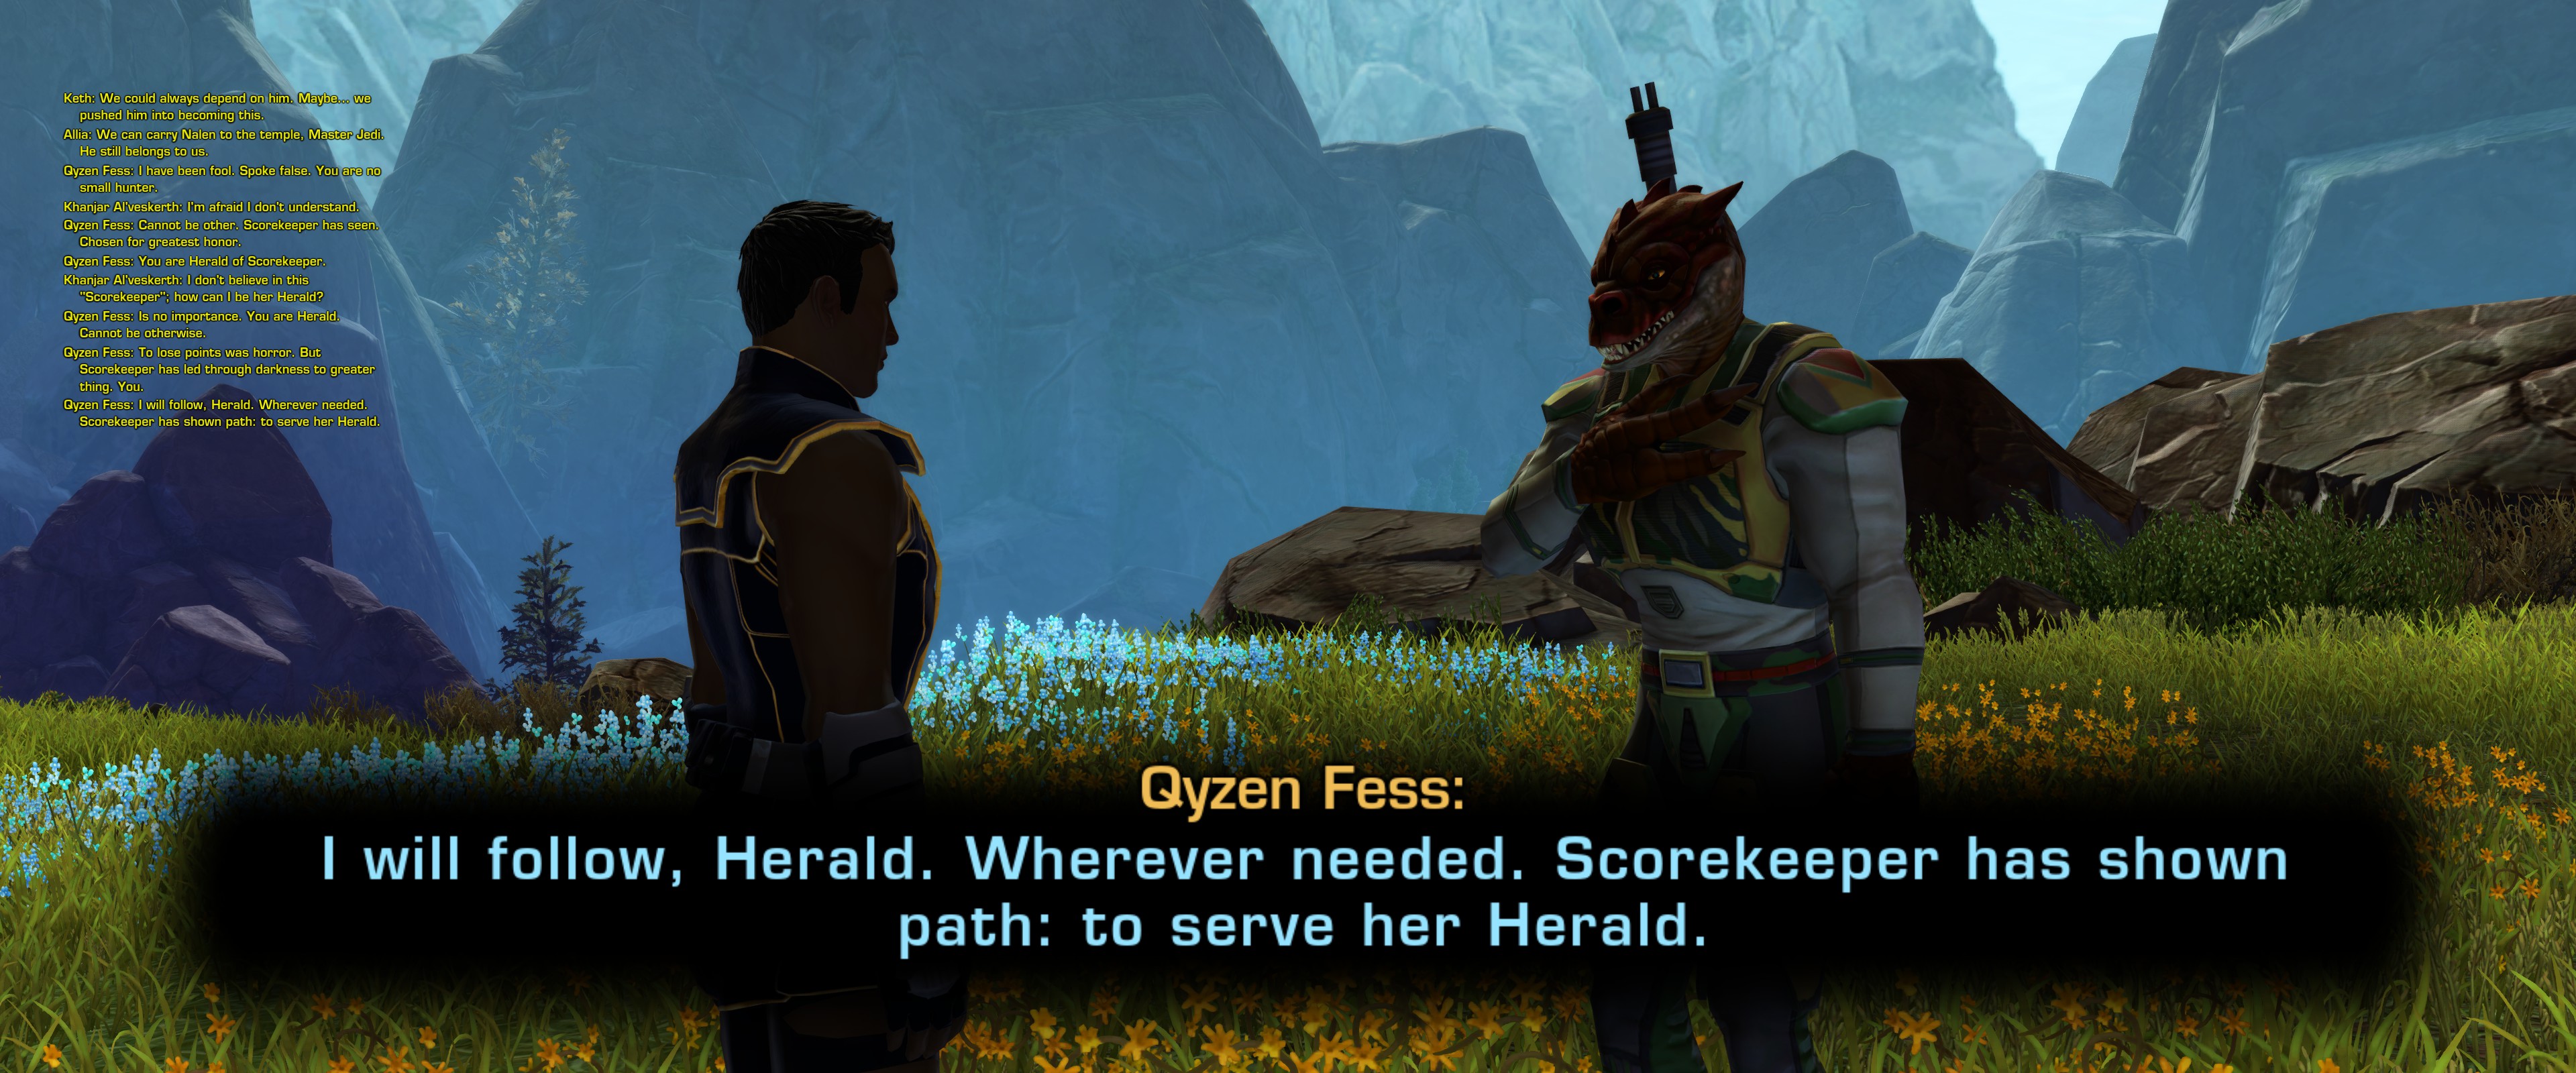 Keth: We could always depend on him. Maybe... we
pushed him into becoming this.
Allia: We can carry Nalen to the temple, Master Jedi.
He still belongs to us.
Qyzen Fess: I have been fool. Spoke false. You are no
small hunter.
Khanjar Al'veskerth: I'm afraid I don't understand.
Qyzen Fess: Cannot be other. Scorekeeper has seen.
Chosen for greatest honor.
Qyzen Fess: You are Herald of Scorekeeper.
Khanjar Al'veskerth: I don't believe in this
"Scorekeeper"; how can I be her Herald?
Qyzen Fess: Is no importance. You are Herald.
Cannot be otherwise.
Qyzen Fess: To lose points was horror. But
Scorekeeper has led through darkness to greater
thing. You.
Qyzen Fess: I will follow, Herald. Wherever needed.
Scorekeeper has shown path: to serve her Herald.
Qyzen Fess:
I will follow, Herald. Wherever needed. Scorekeeper has shown
path: to serve her Herald.